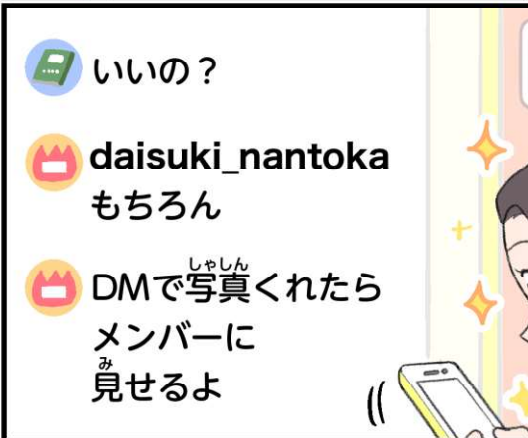 いいの？
daisuki_nantoka
もちろん
DMで写真くれたら
メンバーに
見せるよ